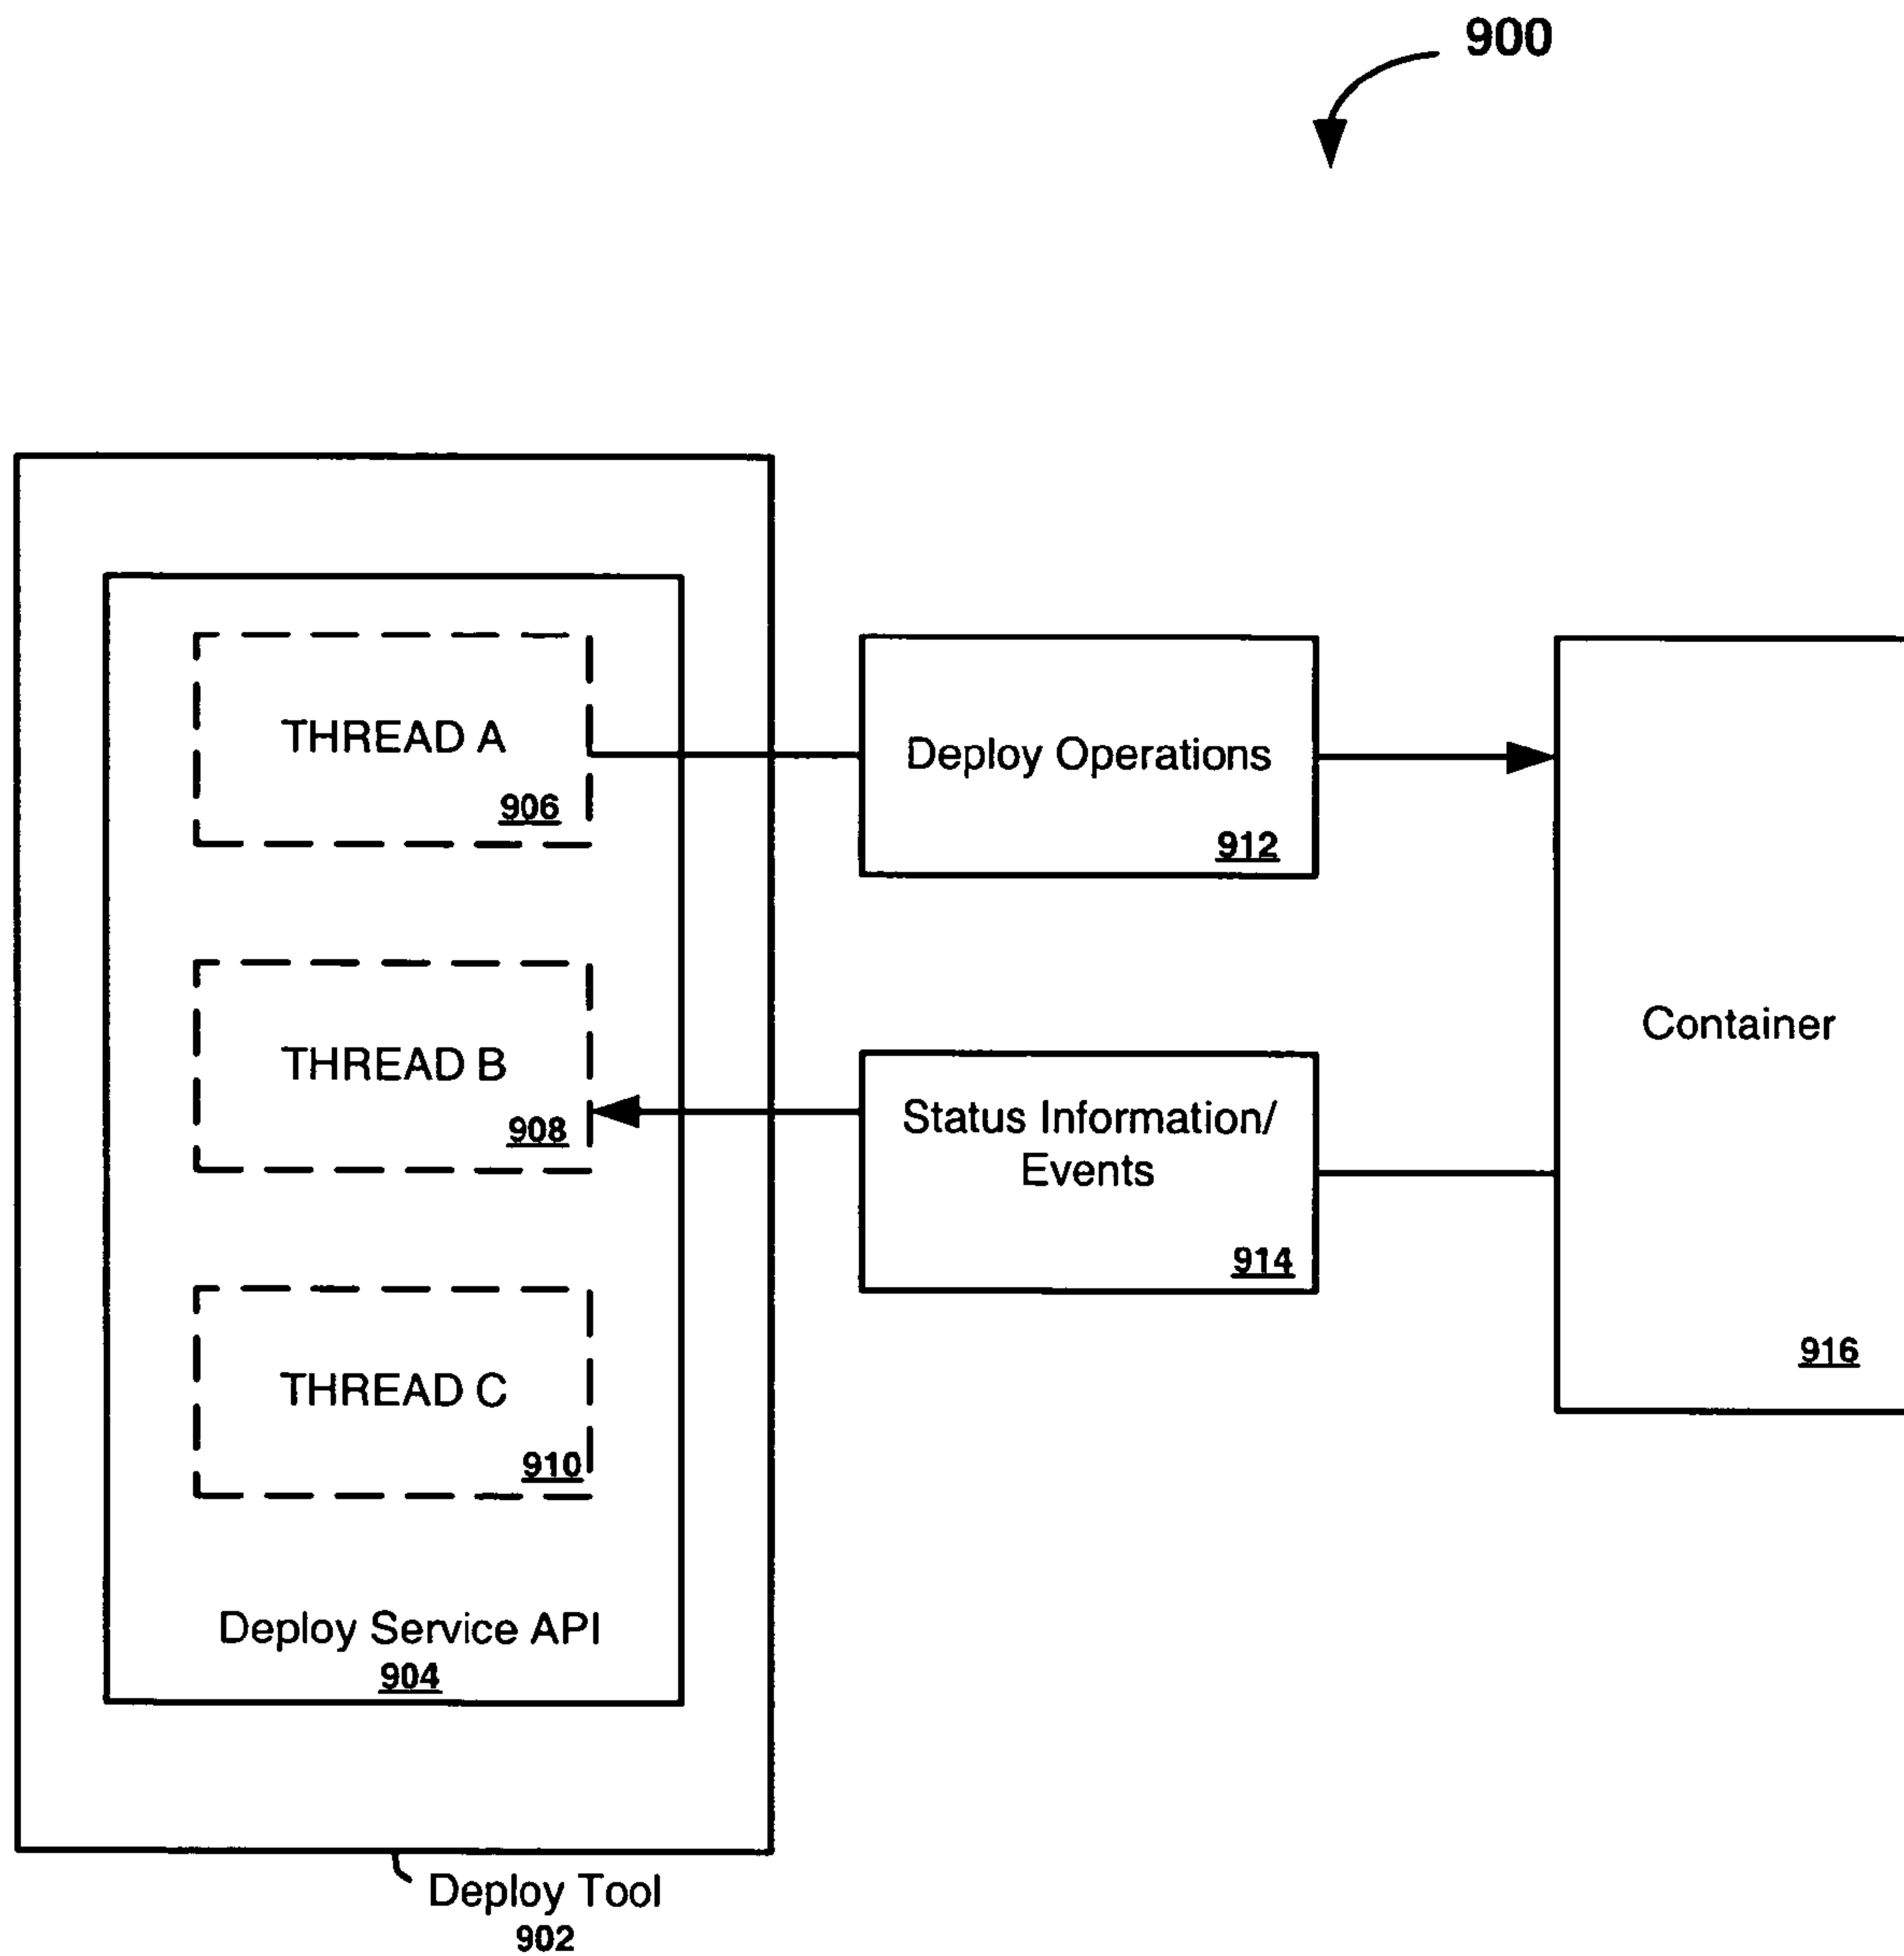 900
THREAD A
906
Deploy Operations
912
THREAD B
908
Status Information/
Events
914
Container
916
THREAD C
910
Deploy Service API
904
Deploy Tool
902